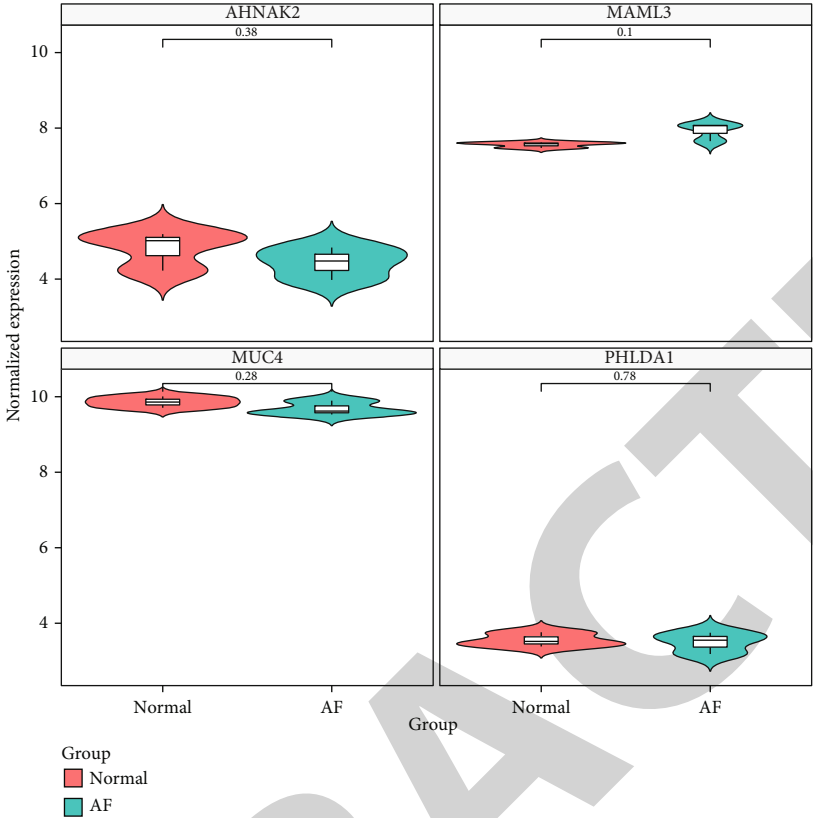 AHNAK2
MAML3
0.38
0.1
10
8
6
4
Normalized expression
MUC4
PHLDA1
0.28
0.78
10
8
6
4
Normal
AF
Normal
AF
Group
Group
Normal
AF